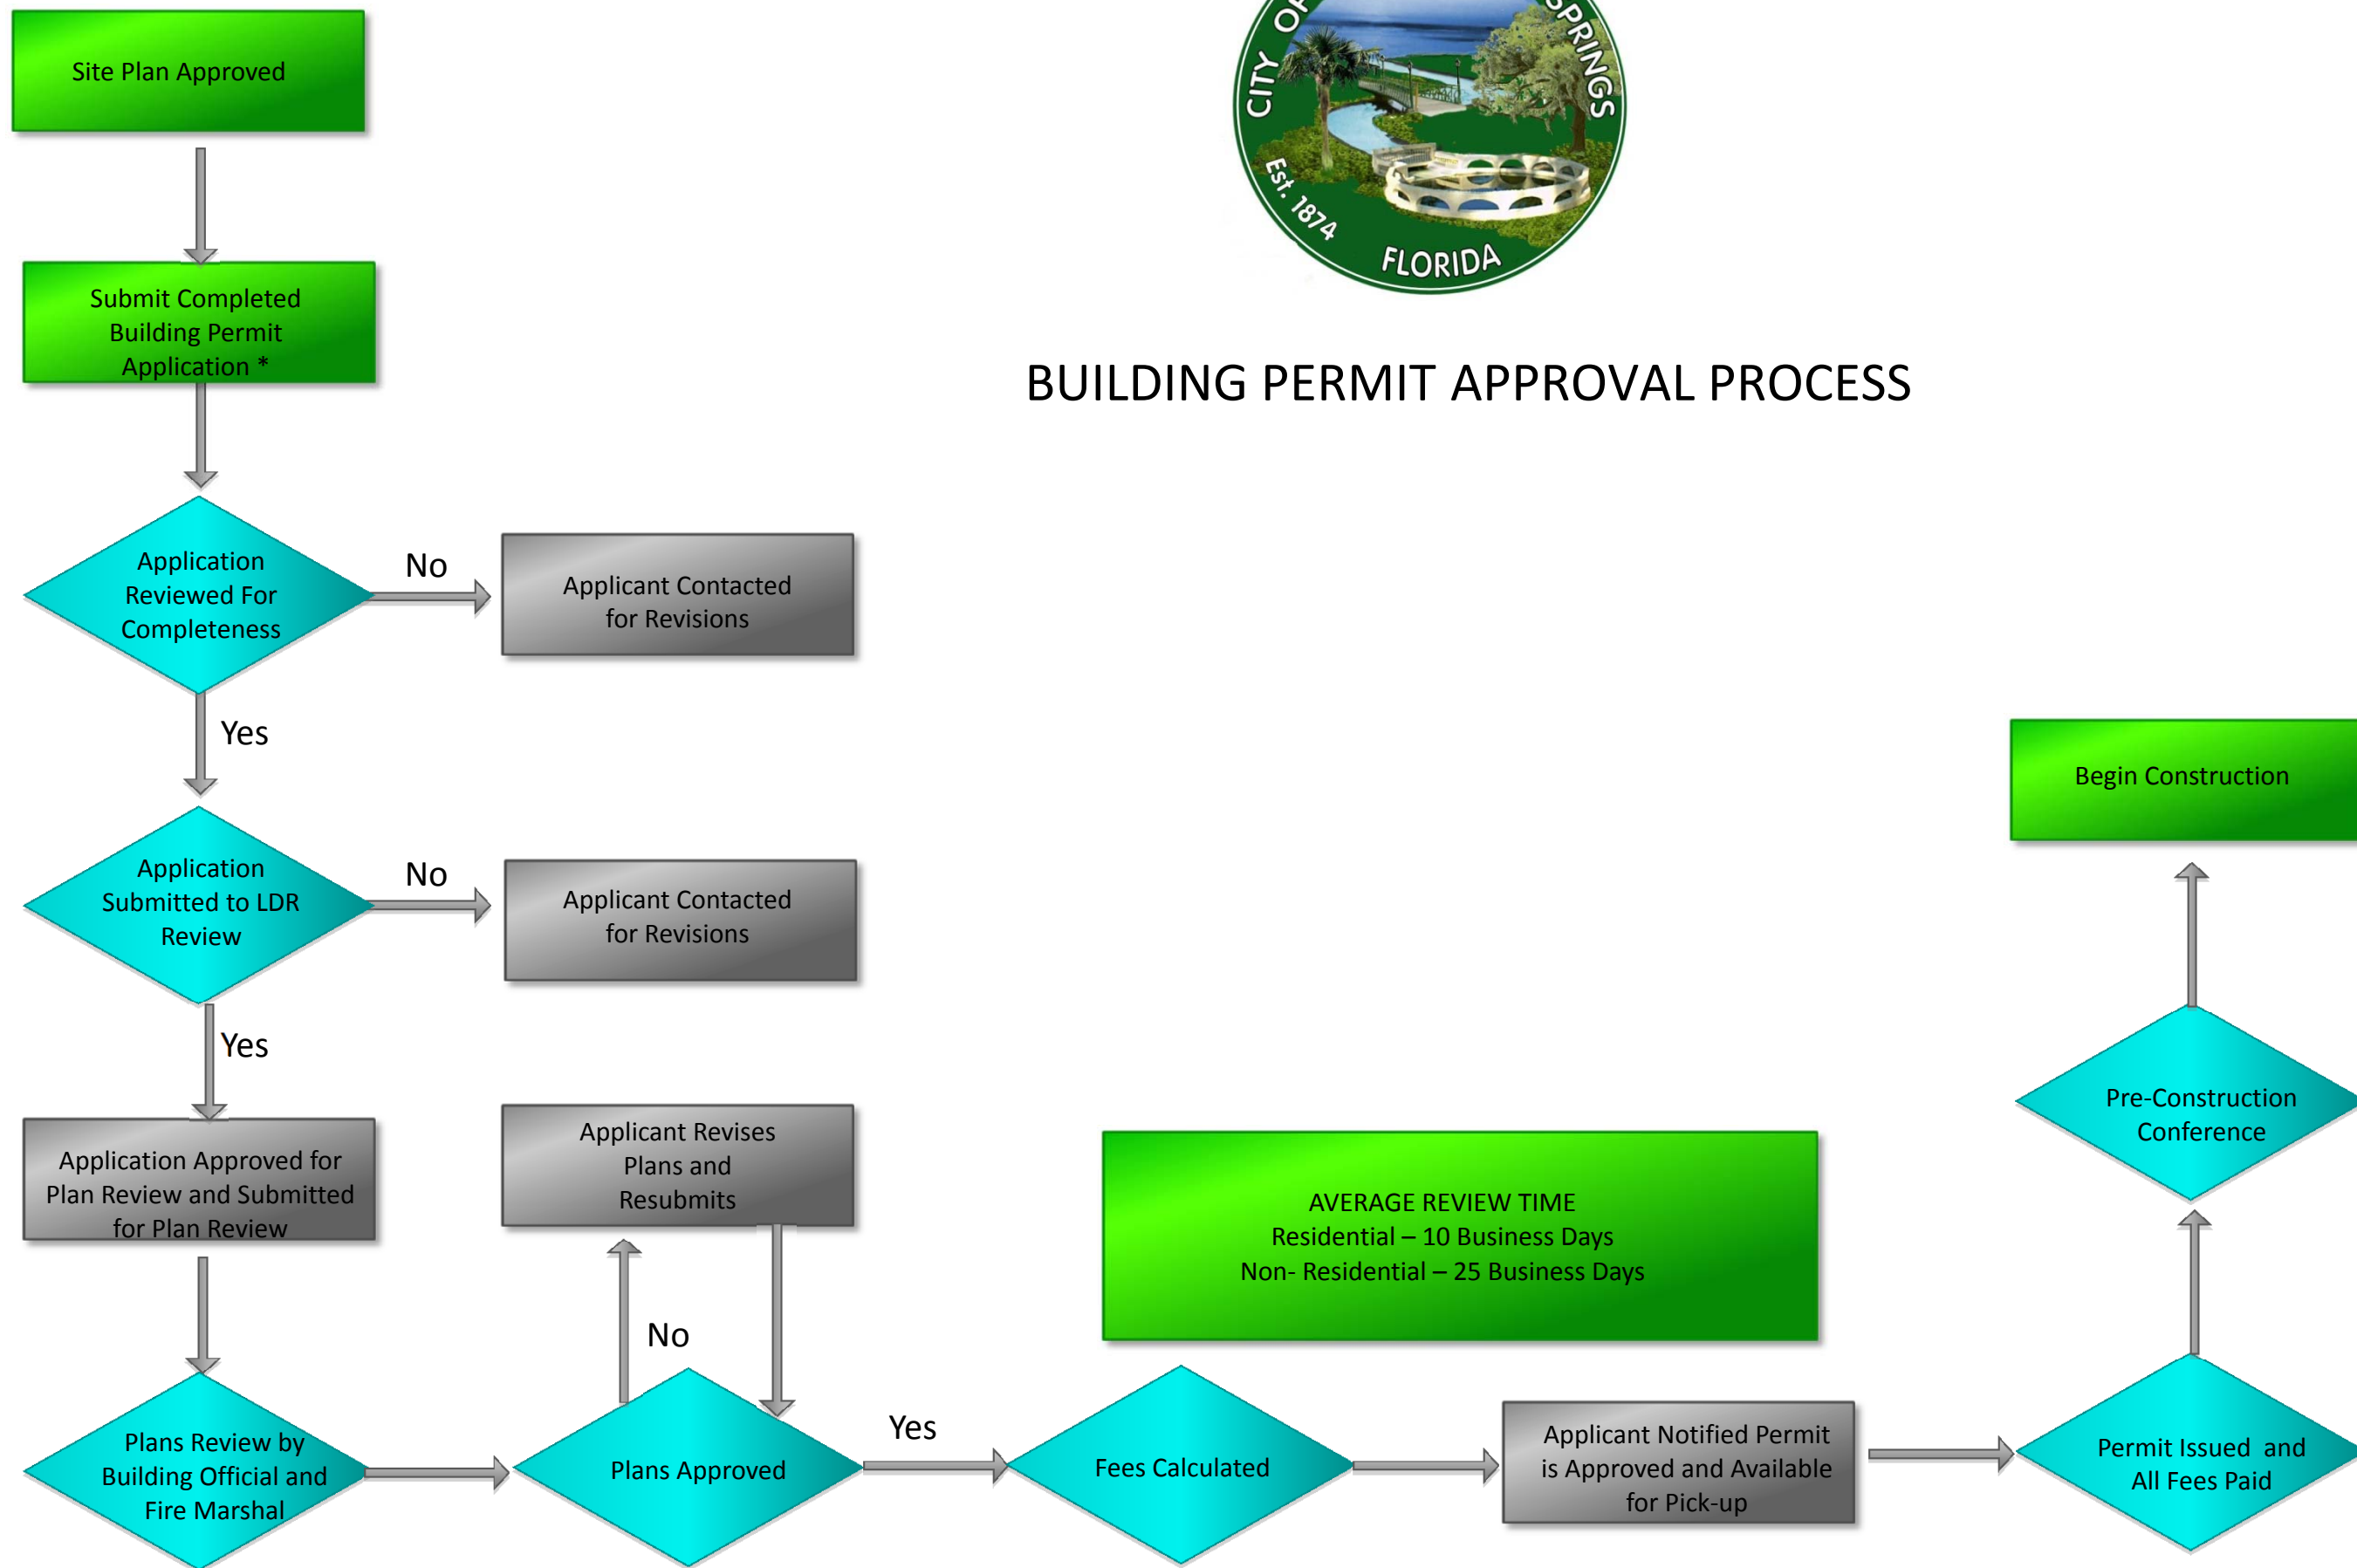 Site Plan Approved
CITY OF
SPRINGS
Est. 1874
FLORIDA
Submit Completed
Building Permit
Application *
BUILDING PERMIT APPROVAL PROCESS
Application
Reviewed For
Completeness
No
Applicant Contacted
for Revisions
Yes
Application
Submitted to LDR
Review
No
Applicant Contacted
for Revisions
Yes
Application Approved for
Plan Review and Submitted
for Plan Review
Plans Review by
Building Official and
Fire Marshal
Applicant Revises
Plans and
Resubmits
No
Plans Approved
Yes
AVERAGE REVIEW TIME
Residential – 10 Business Days
Non- Residential – 25 Business Days
Fees Calculated
Applicant Notified Permit
is Approved and Available
for Pick-up
Permit Issued and
All Fees Paid
Pre-Construction
Conference
Begin Construction